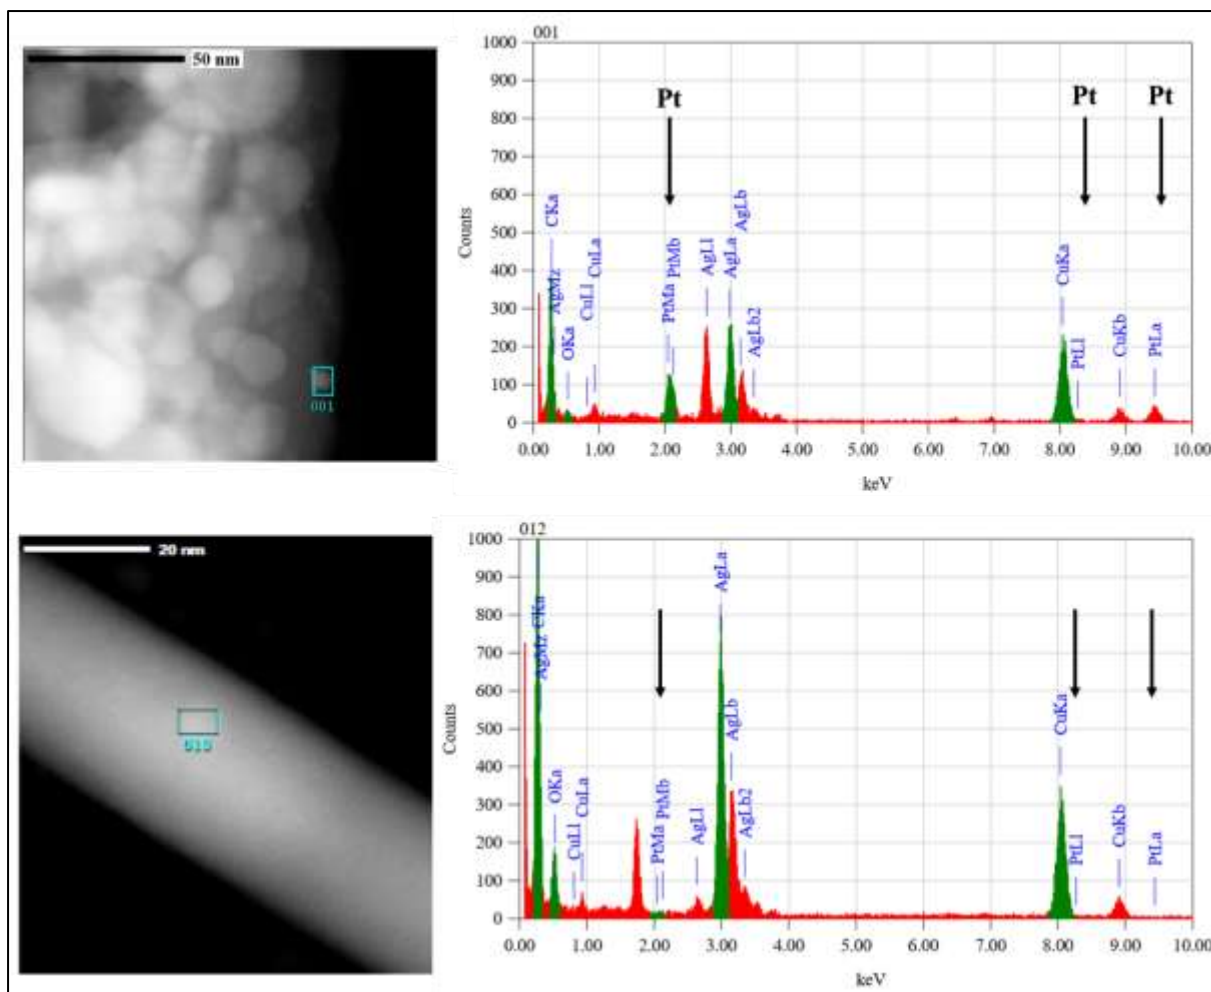 50 nm
001
001
1000
900
800
700
600
500
400
300
200
100
0
Counts
Pt Pt Pt
CKa
AgMz
OKa
CuLl
CuLa
PtMa
PtMb
AgLl
AgLa
AgLb
AgLb2
CuKa
PtLl
CuKb
PtLa
0.00 1.00 2.00 3.00 4.00 5.00 6.00 7.00 8.00 9.00 10.00
keV
20 nm
012
1000
900
800
700
600
500
400
300
200
100
0
Counts
CKa
AgMz
OKa
CuLl
CuLa
PtMa
PtMb
AgLl
AgLa
AgLb
AgLb2
CuKa
PtLl
CuKb
PtLa
0.00 1.00 2.00 3.00 4.00 5.00 6.00 7.00 8.00 9.00 10.00
keV